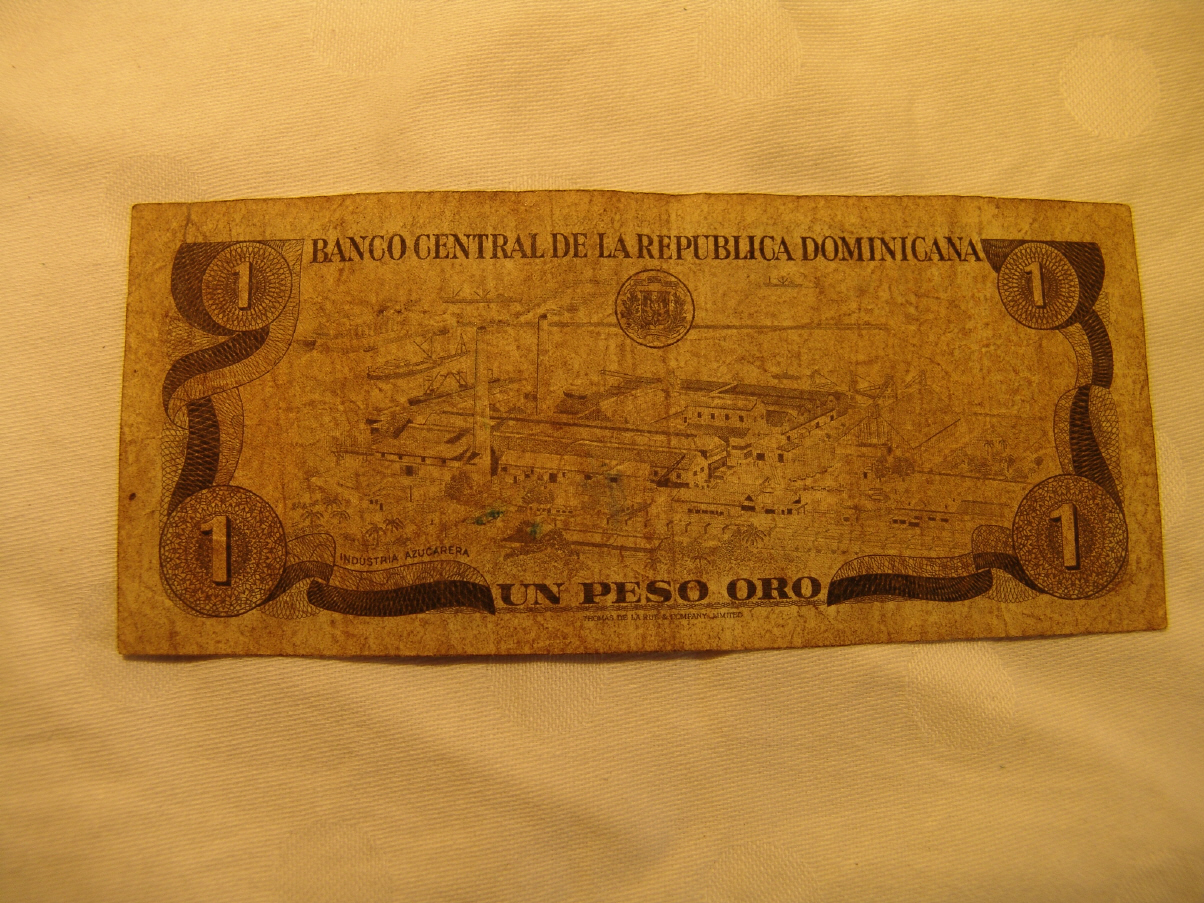 BANCO CENTRAL DE LA REPUBLICA DOMINICANA
1 1
1 1
INDUSTRIA AZUCARERA
UN PESO ORO
THOMAS DE LA RUE & COMPANY, LIMITED